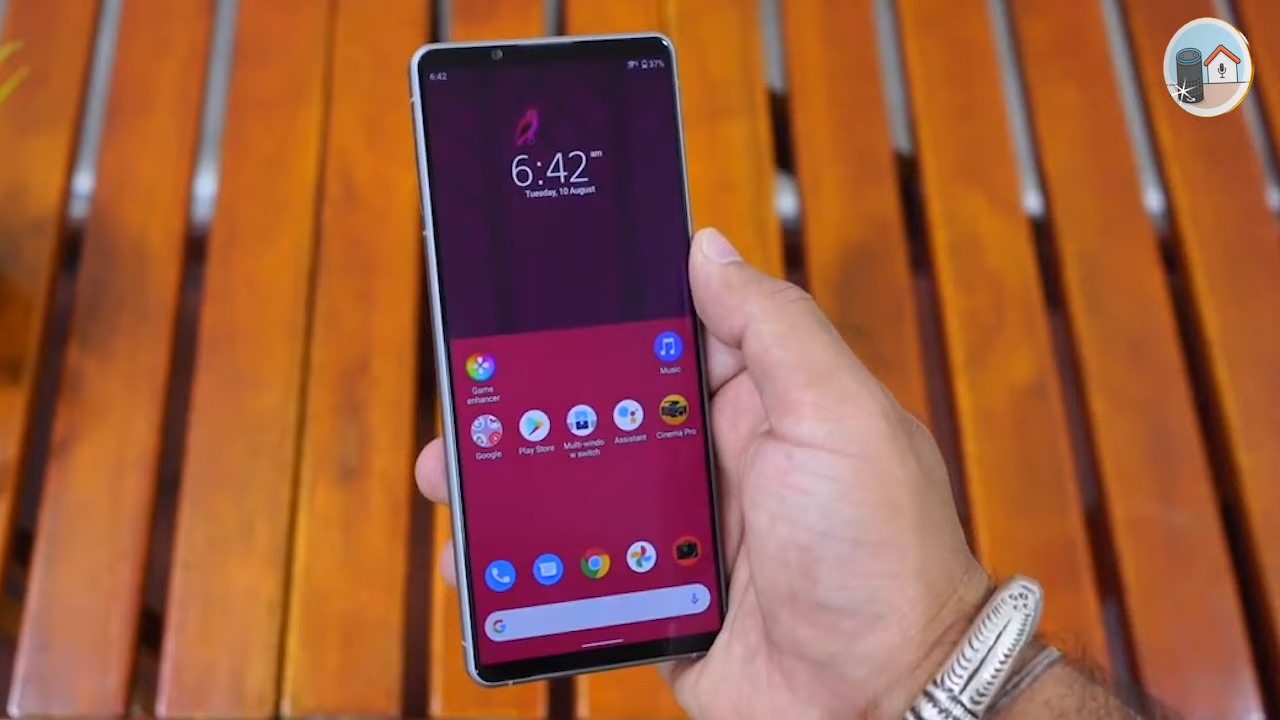 6:42
37%
6:42 am
Tuesday, 10 August
Music
Game
enhancer
Google
Play Store
Multi-windo
w switch
Assistant
Cinema Pro
G